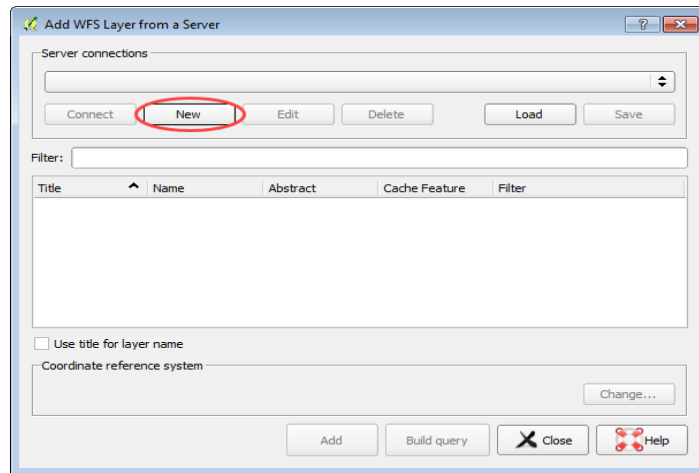 Add WFS Layer from a Server
Server connections
Connect New Edit Delete Load Save
Filter:
Title Name Abstract Cache Feature Filter
Use title for layer name
Coordinate reference system
Change...
Add Build query Close Help